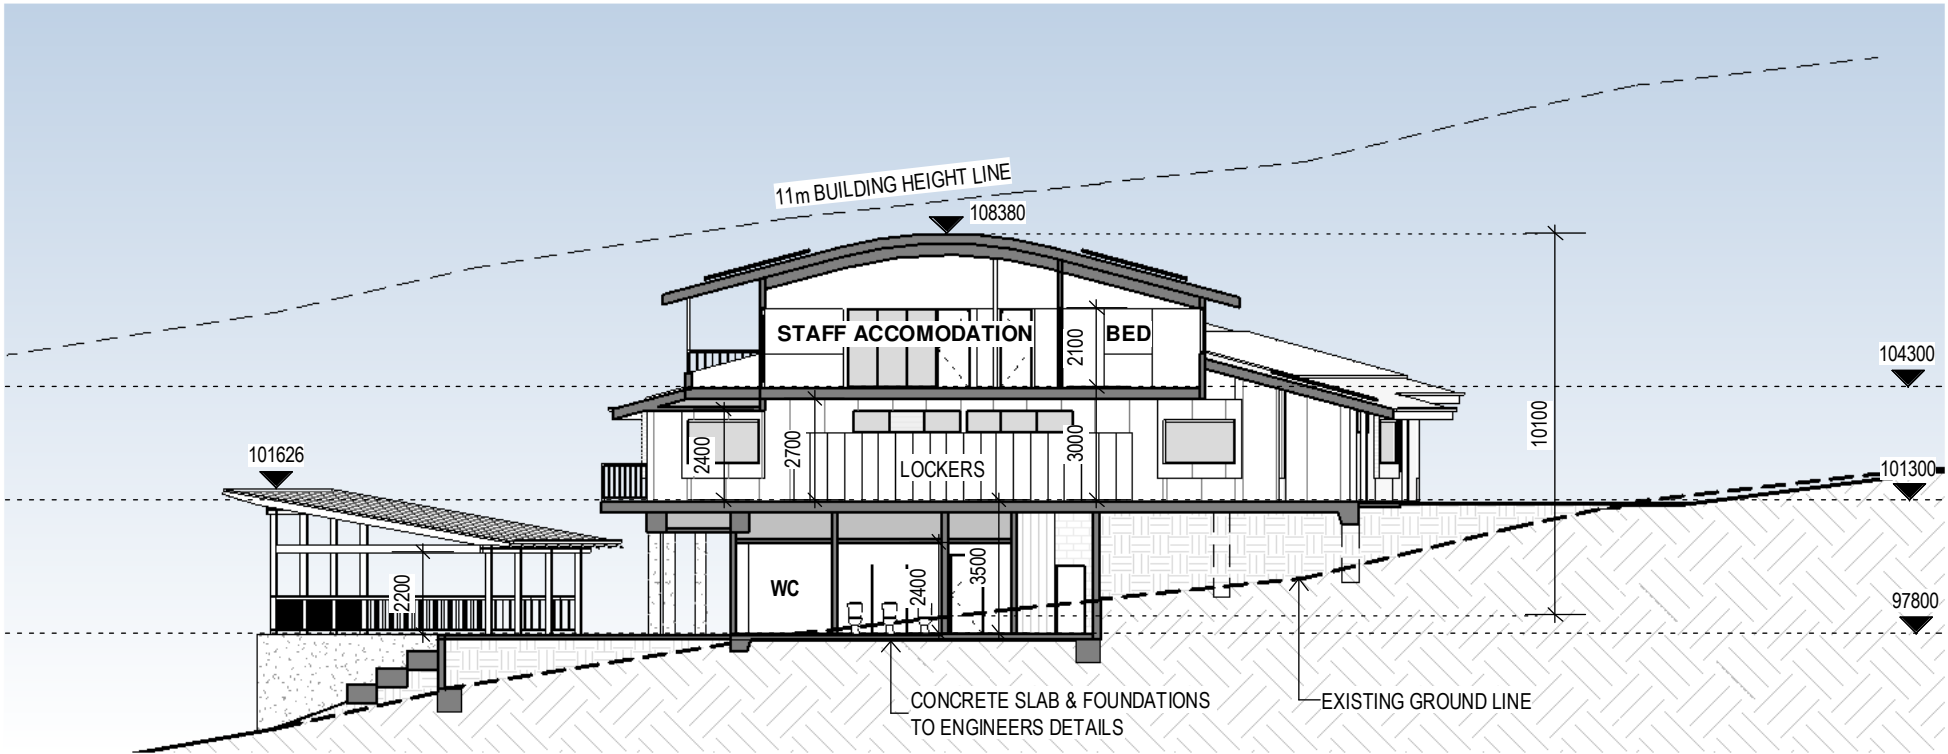 11m BUILDING HEIGHT LINE
108380
STAFF ACCOMODATION
BED
2100
104300
10100
2400
2700
3000
LOCKERS
101626
101300
2200
WC
2400
3500
97800
CONCRETE SLAB & FOUNDATIONS
TO ENGINEERS DETAILS
EXISTING GROUND LINE